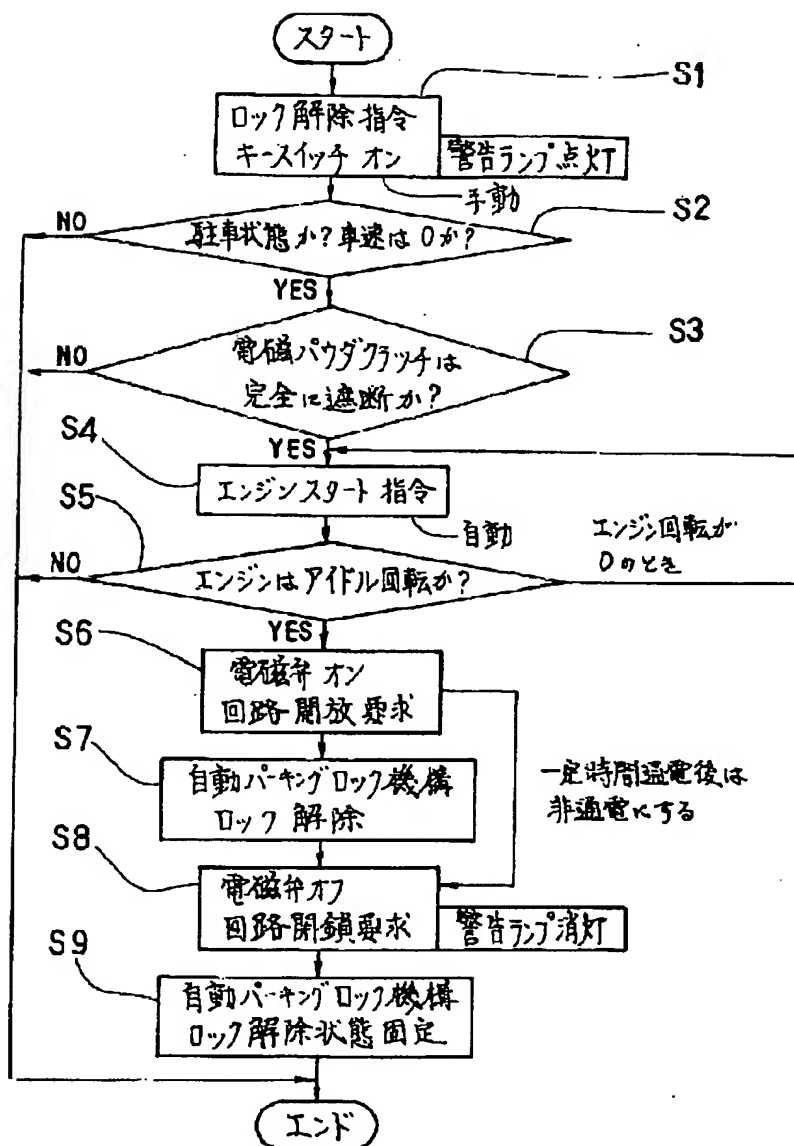 スタート
S1
ロック解除指令
キースイッチ オン
警告ランプ点灯
手動
S2
NO
駐車状態か?車速は0か?
YES
S3
NO
電磁パウダクラッチは
完全に遮断か?
S4
YES
エンジンスタート指令
自動
S5
エンジン回転が
0のとき
NO
エンジンはアイドル回転か?
YES
S6
電磁弁オン
回路開放要求
S7
自動パーキングロック機構
ロック解除
一定時間通電後は
非通電にする
S8
電磁弁オフ
回路閉鎖要求
警告ランプ消灯
S9
自動パーキングロック機構
ロック解除状態固定
エンド